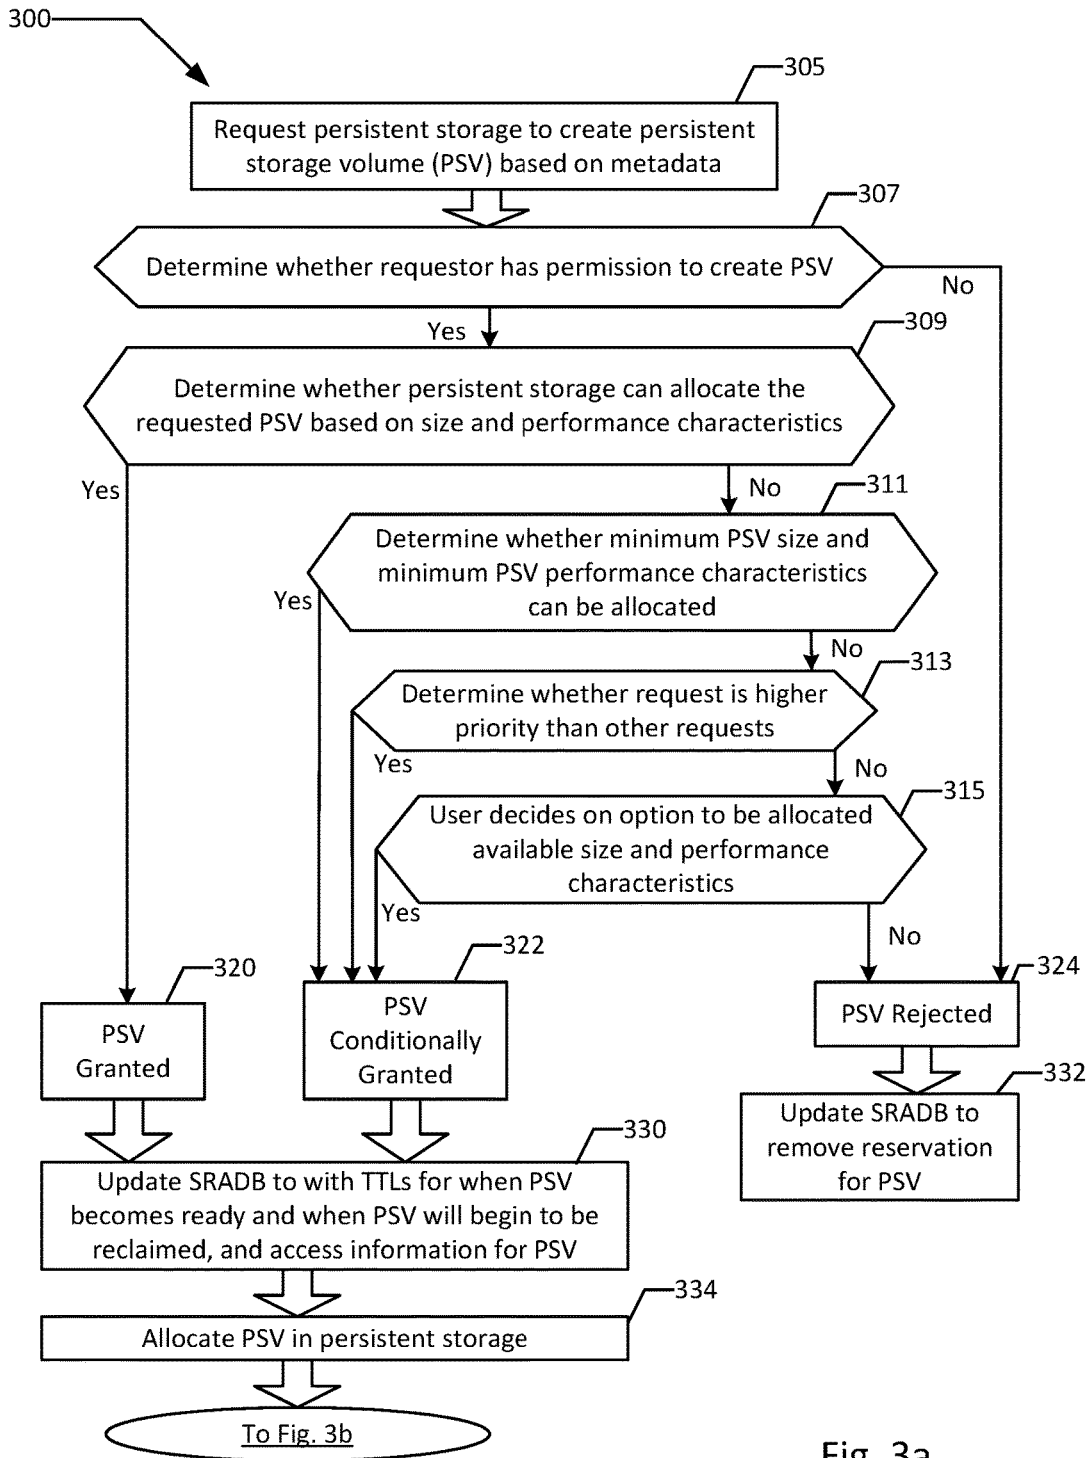 300
305
Request persistent storage to create persistent
storage volume (PSV) based on metadata
307
Determine whether requestor has permission to create PSV
No
Yes
309
Determine whether persistent storage can allocate the
requested PSV based on size and performance characteristics
Yes
No
311
Determine whether minimum PSV size and
minimum PSV performance characteristics
can be allocated
Yes
No
313
Determine whether request is higher
priority than other requests
Yes
No
315
User decides on option to be allocated
available size and performance
characteristics
Yes
No
320
PSV
Granted
322
PSV
Conditionally
Granted
324
PSV Rejected
332
Update SRADB to
remove reservation
for PSV
330
Update SRADB to with TTLs for when PSV
becomes ready and when PSV will begin to be
reclaimed, and access information for PSV
334
Allocate PSV in persistent storage
To Fig. 3b
Fig. 3a